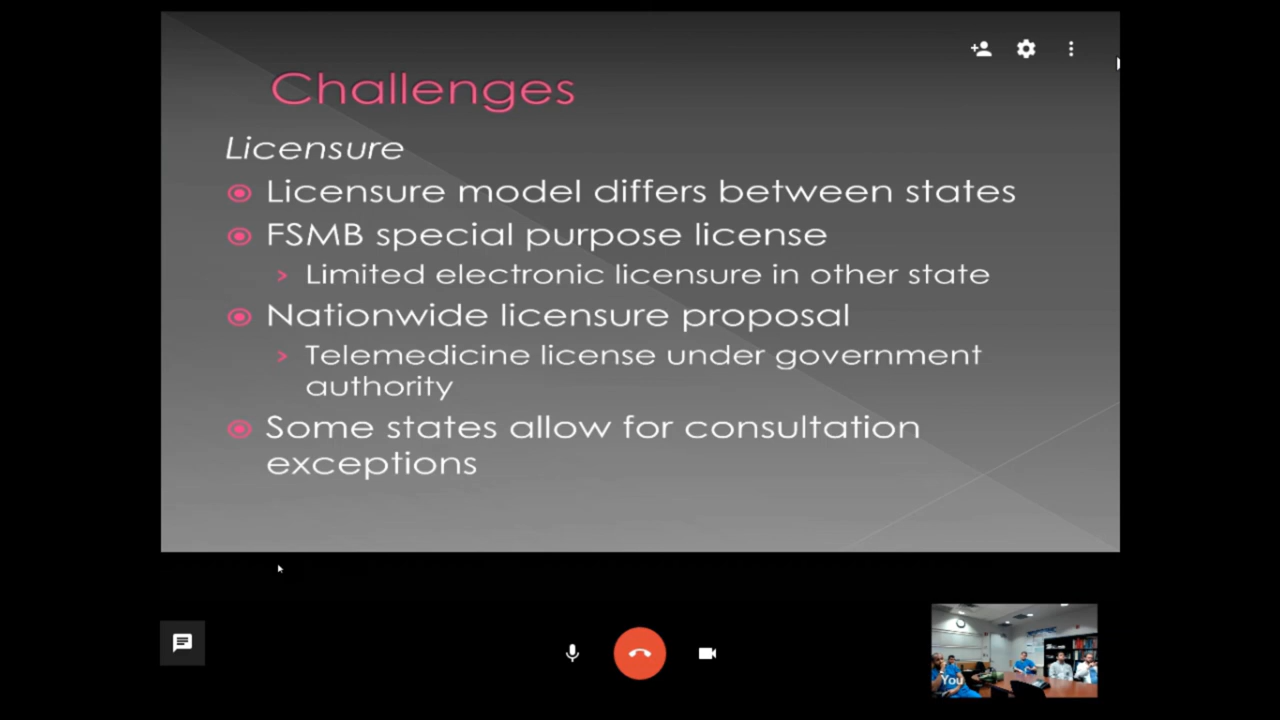 Challenges
Licensure
Licensure model differs between states
FSMB special purpose license
Limited electronic licensure in other state
Nationwide licensure proposal
Telemedicine license under government
authority
Some states allow for consultation
exceptions
You